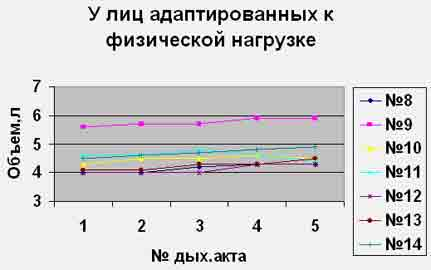 У лиц адаптированных к
физической нагрузке
Объем.л
7
6
5
4
3
1 2 3 4 5
№ дых.акта
№8
№9
№10
№11
№12
№13
№14